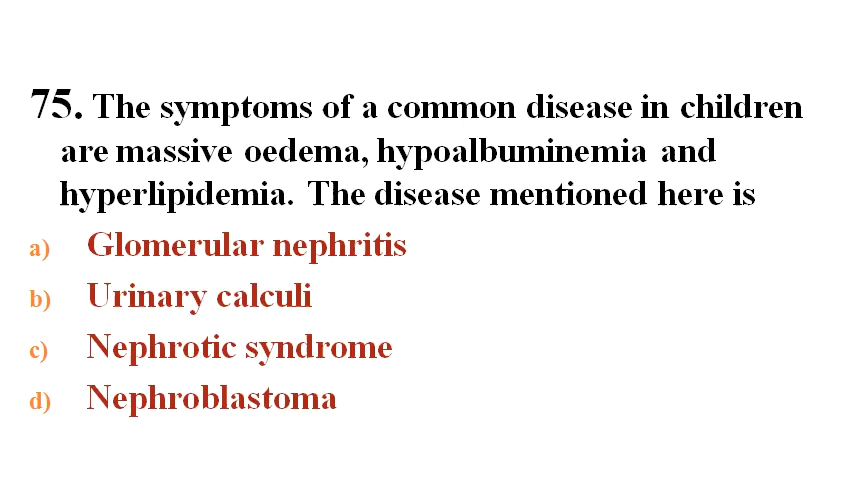 75. The symptoms of a common disease in children
are massive oedema, hypoalbuminemia and
hyperlipidemia. The disease mentioned here is
a) Glomerular nephritis
b) Urinary calculi
c) Nephrotic syndrome
d) Nephroblastoma